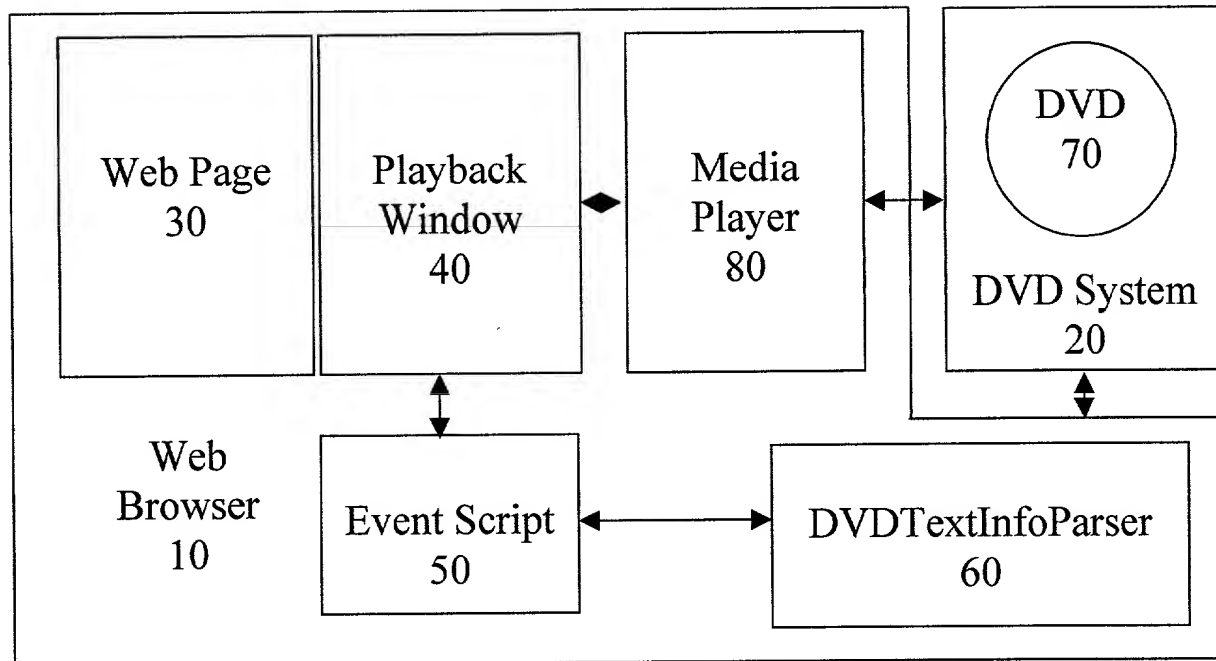 Web Page
30
Playback
Window
40
Media
Player
80
DVD
70
DVD System
20
Web
Browser
10
Event Script
50
DVDTextInfoParser
60